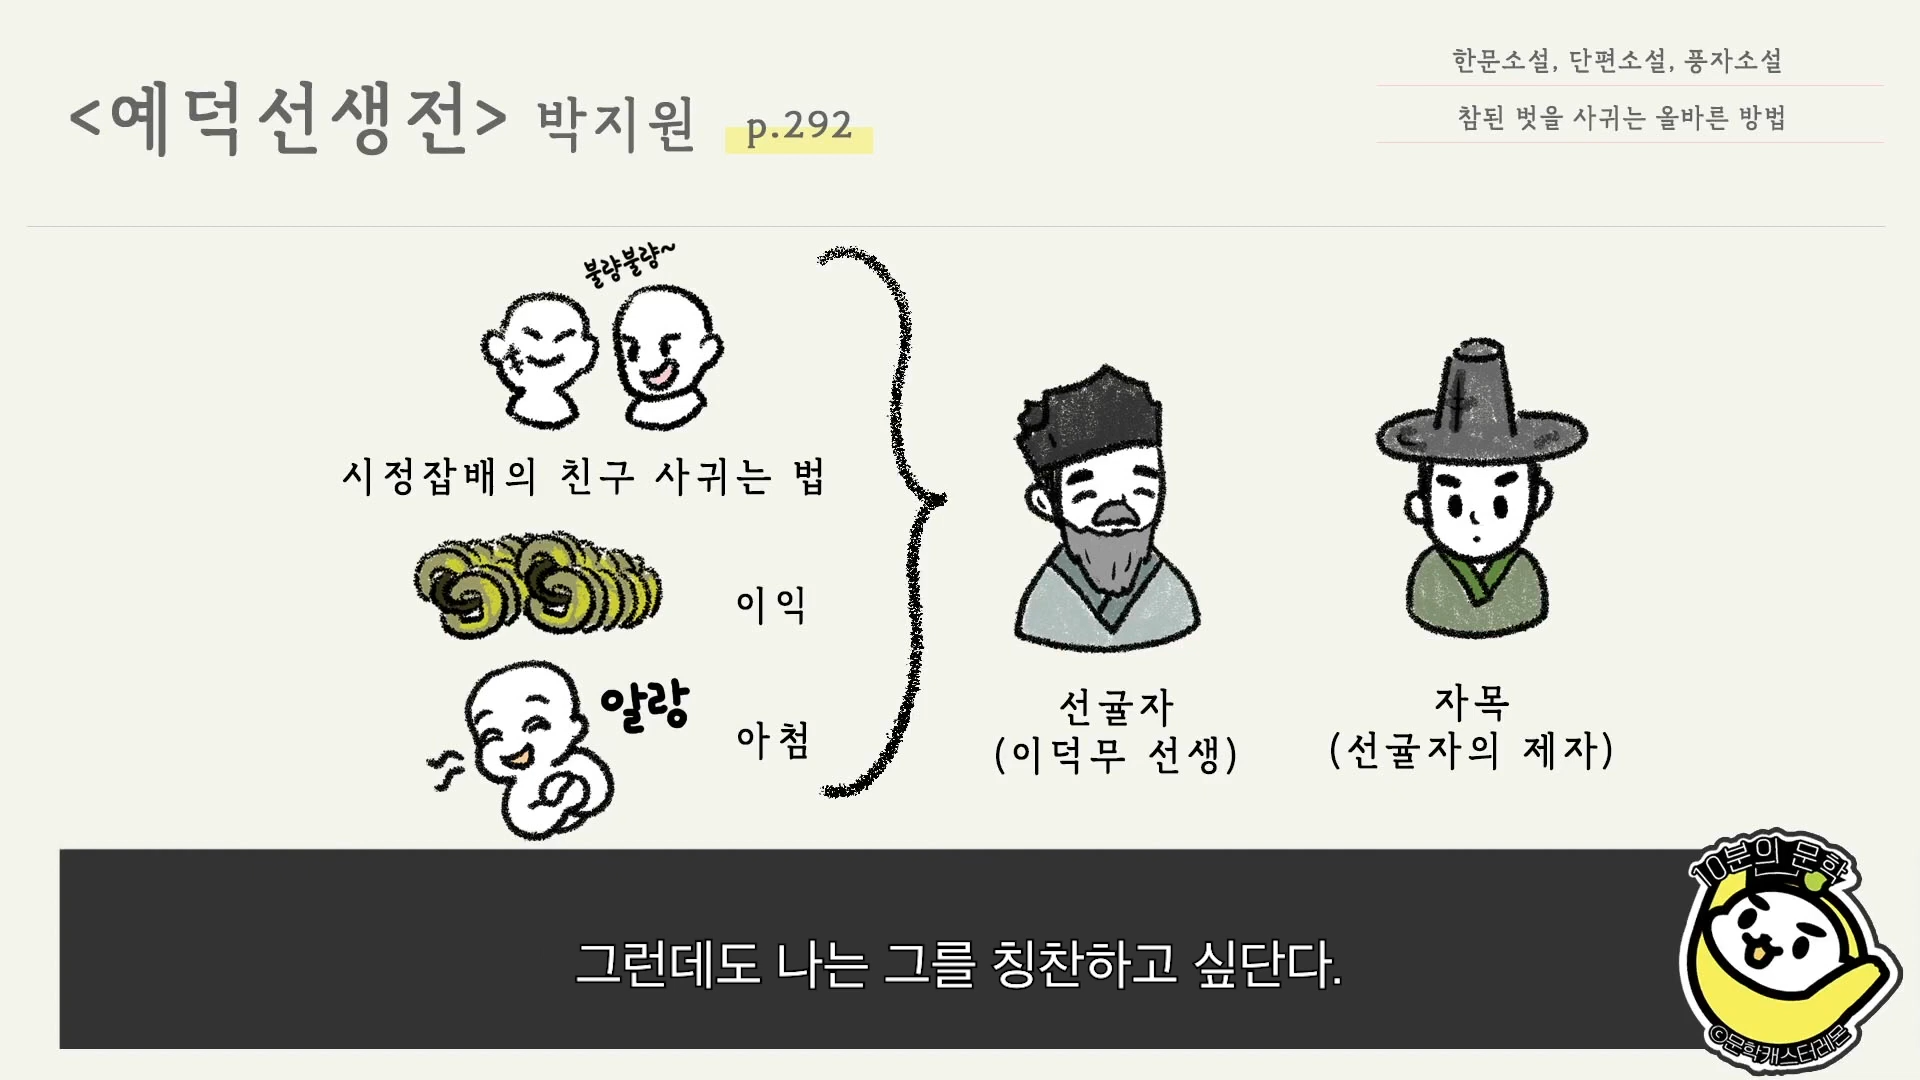 <예덕선생전> 박지원 p.292
한문소설, 단편소설, 풍자소설
참된 벗을 사귀는 올바른 방법
불량불량~
시정잡배의 친구 사귀는 법
이익
알랑
아첨
선귤자
(이덕무 선생)
자목
(선귤자의 제자)
그런데도 나는 그를 칭찬하고 싶단다.
10분의 문학
©문학캐스터레몬